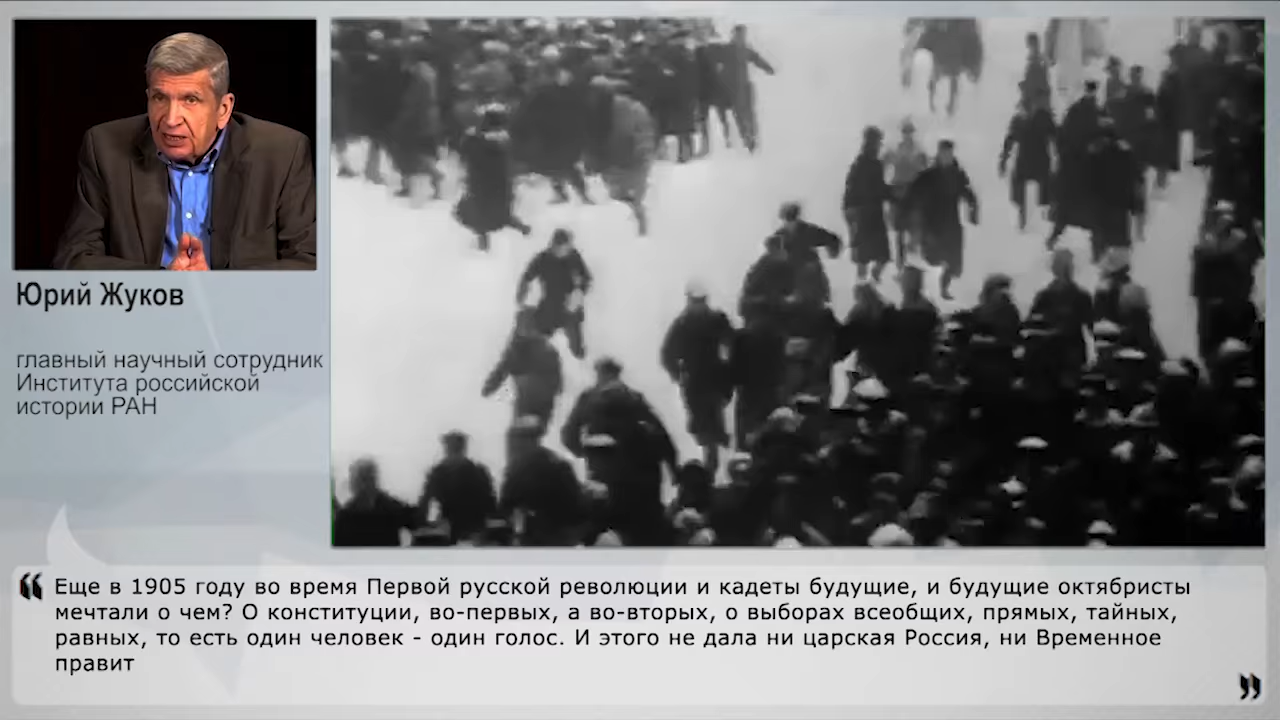 Юрий Жуков
главный научный сотрудник
Института российской
истории РАН
Еще в 1905 году во время Первой русской революции и кадеты будущие, и будущие октябристы
мечтали о чем? О конституции, во-первых, а во-вторых, о выборах всеобщих, прямых, тайных,
равных, то есть один человек - один голос. И этого не дала ни царская Россия, ни Временное
правит